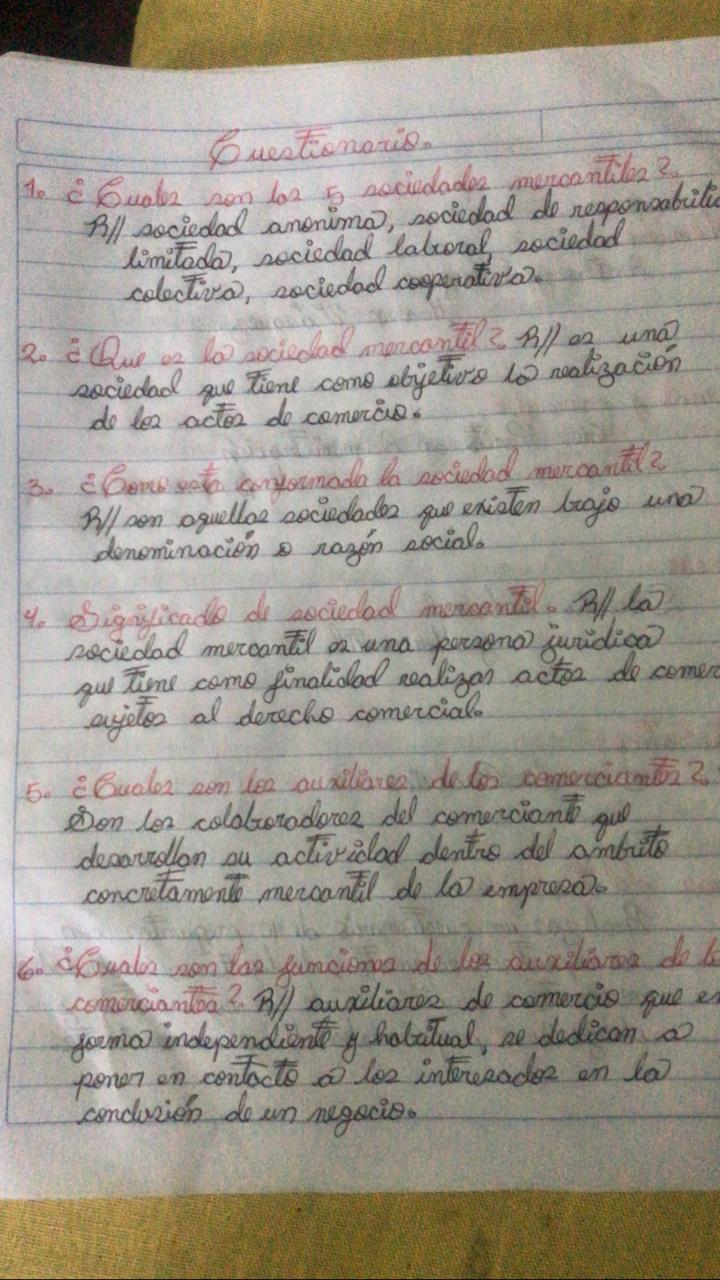 Cuestionario.
1. ¿Cuales son las 5 sociedades mercantiles?
R// sociedad anonima, sociedad de responsabilid
limitada, sociedad laboral, sociedad
colectiva, sociedad cooperativa.
2. ¿Que es la sociedad mercantil? R// es una
sociedad que tiene como objetivo la realización
de los actos de comercio.
3. ¿Como esta conformada la sociedad mercantil?
R// son aquellas sociedades que existen bajo una
denominación o razón social.
4. Significado de sociedad mercantil. R// la
sociedad mercantil es una persona juridica
que tiene como finalidad realizar actos de comer
sujetos al derecho comercial.
5. ¿Cuales son los auxiliares de los comerciantes?
Son los colaboradores del comerciante que
desarrollan su actividad dentro del ambito
concretamente mercantil de la empresa.
6. ¿Cuales son las funciones de los auxiliares de l
comerciantes? R// auxiliares de comercio que e
forma independiente y habitual, se dedican a
poner en contacto a los interesados en la
conclusión de un negocio.